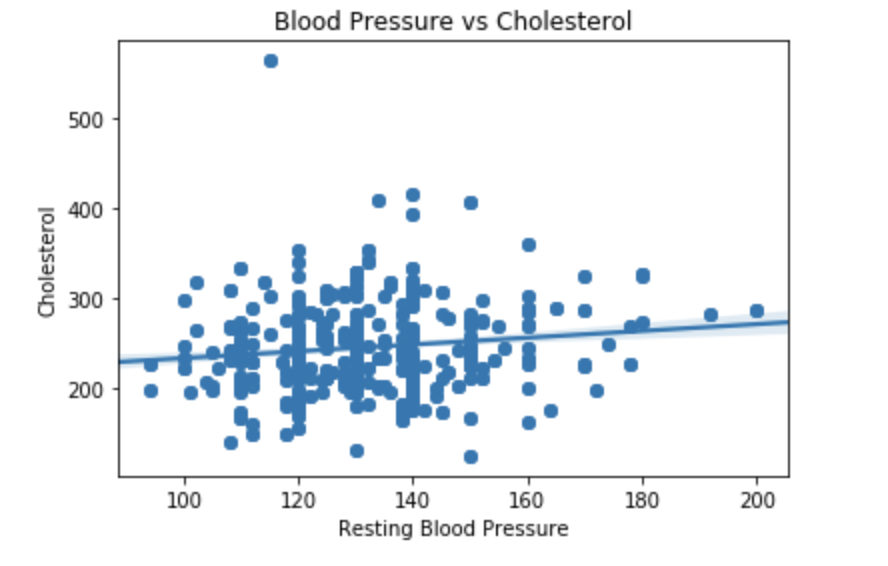 Blood Pressure vs Cholesterol
500
400
300
200
Cholesterol
100 120 140 160 180 200
Resting Blood Pressure